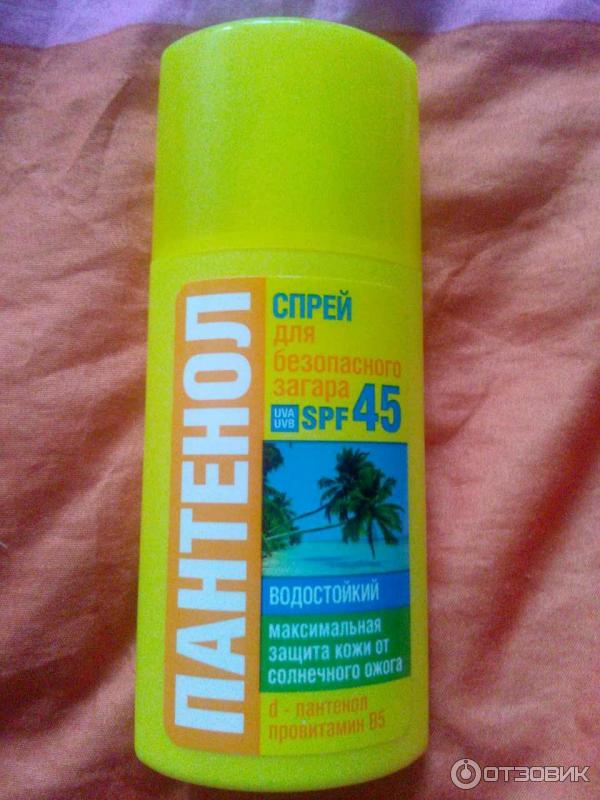 ПАНТЕНОЛ
СПРЕЙ
для
безопасного
загара
UVA
UVB
SPF 45
ВОДОСТОЙКИЙ
максимальная
защита кожи от
солнечного ожога
d - пантенол
провитамин B5
ОТЗОВИК